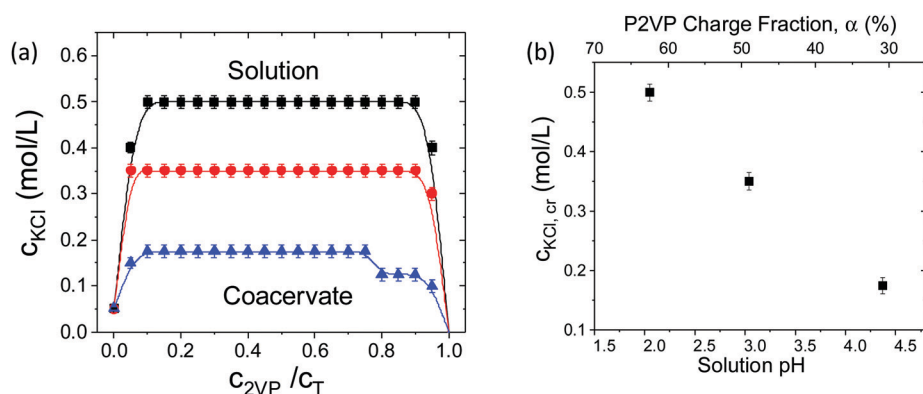 (a)
Solution
Coacervate
c_KCl (mol/L)
0.6
0.5
0.4
0.3
0.2
0.1
0.0
0.0 0.2 0.4 0.6 0.8 1.0
c_2VP /c_T
(b)
P2VP Charge Fraction, α (%)
70 60 50 40 30
c_KCl, cr (mol/L)
0.5
0.4
0.3
0.2
0.1
1.5 2.0 2.5 3.0 3.5 4.0 4.5
Solution pH